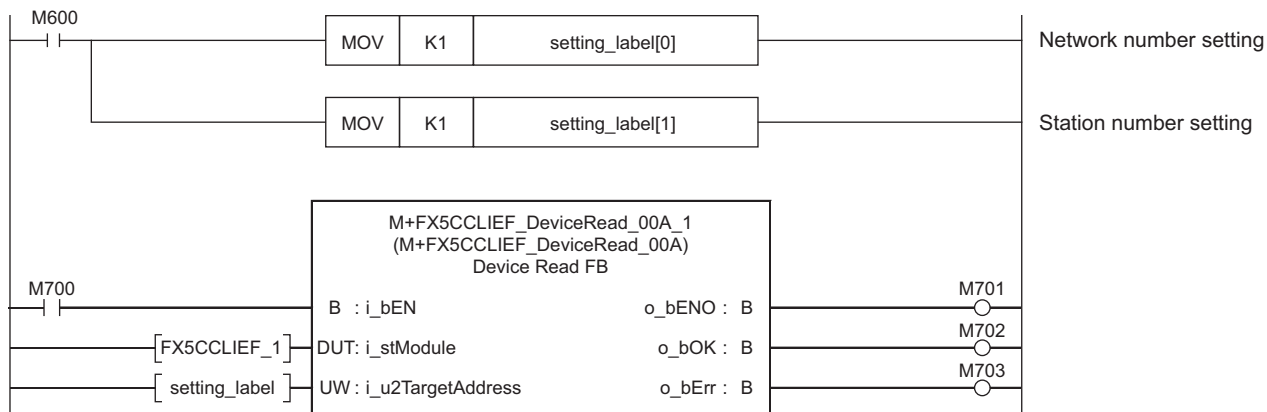 M600
MOV K1 setting_label[0] Network number setting
MOV K1 setting_label[1] Station number setting
M+FX5CCLIEF_DeviceRead_00A_1
(M+FX5CCLIEF_DeviceRead_00A)
Device Read FB
M700 M701
B : i_bEN o_bENO : B
M702
FX5CCLIEF_1 DUT: i_stModule o_bOK : B
M703
setting_label UW : i_u2TargetAddress o_bErr : B